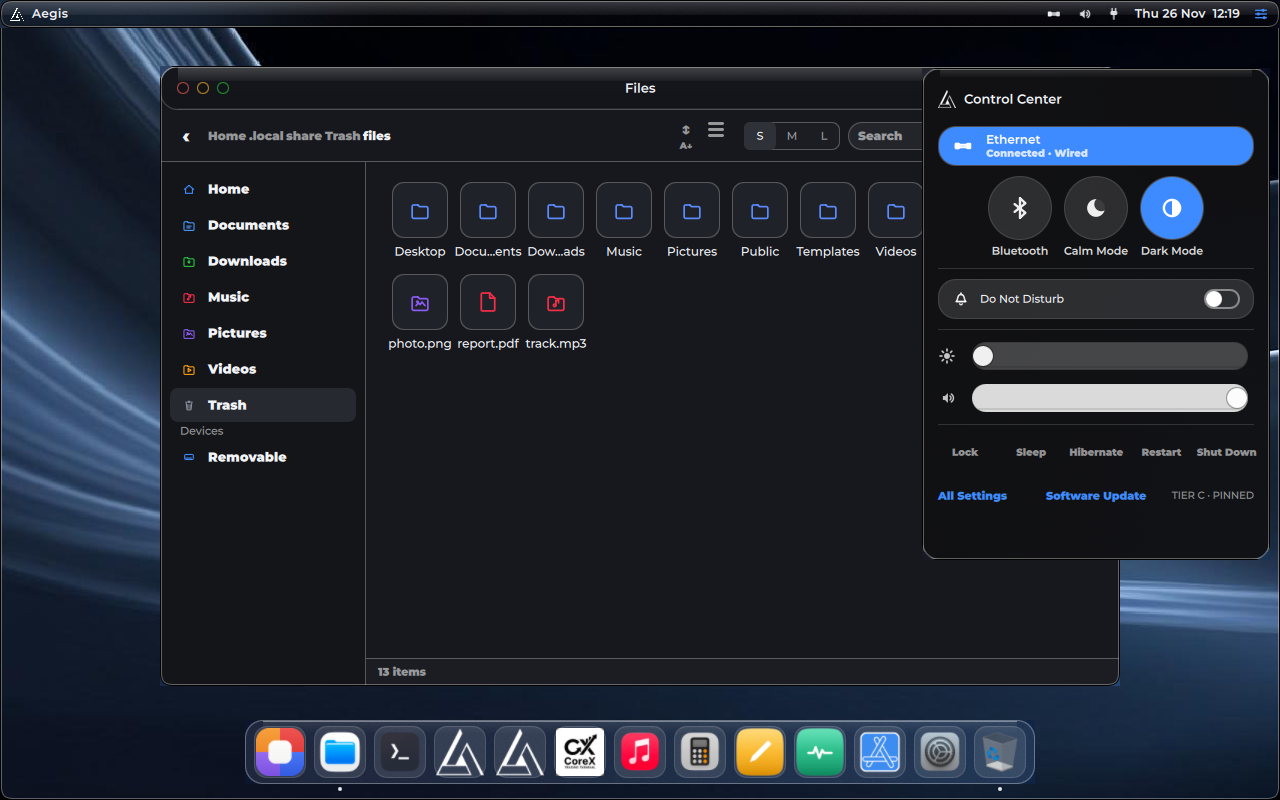 Aegis
Thu 26 Nov 12:19
Files
Home .local share Trash files
A+
S M L
Search
Home
Documents
Downloads
Music
Pictures
Videos
Trash
Devices
Removable
Desktop Docu...ents Dow...ads Music Pictures Public Templates Videos
photo.png report.pdf track.mp3
13 items
Control Center
Ethernet
Connected · Wired
Bluetooth Calm Mode Dark Mode
Do Not Disturb
Lock Sleep Hibernate Restart Shut Down
All Settings Software Update TIER C · PINNED
CX
CoreX